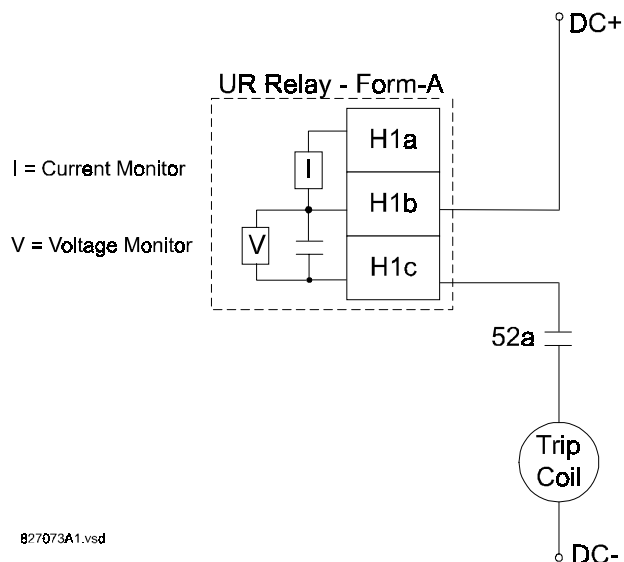 DC+
UR Relay - Form-A
H1a
I = Current Monitor
I
H1b
V = Voltage Monitor
V
H1c
52a
Trip
Coil
827073A1.vsd
DC-